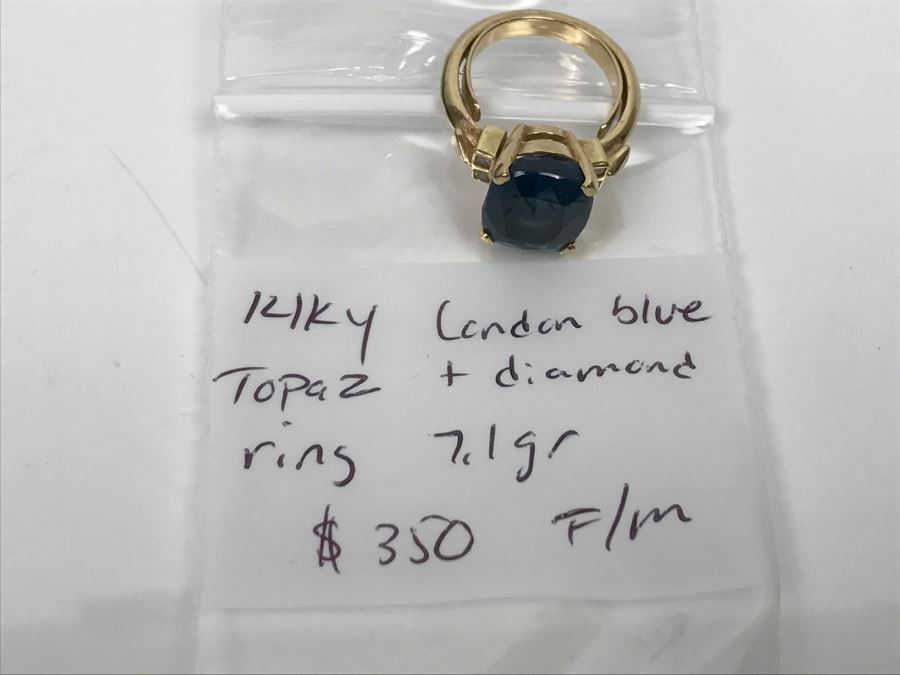 14Ky London blue
Topaz + diamond
ring 7.1gr
$350 F/m